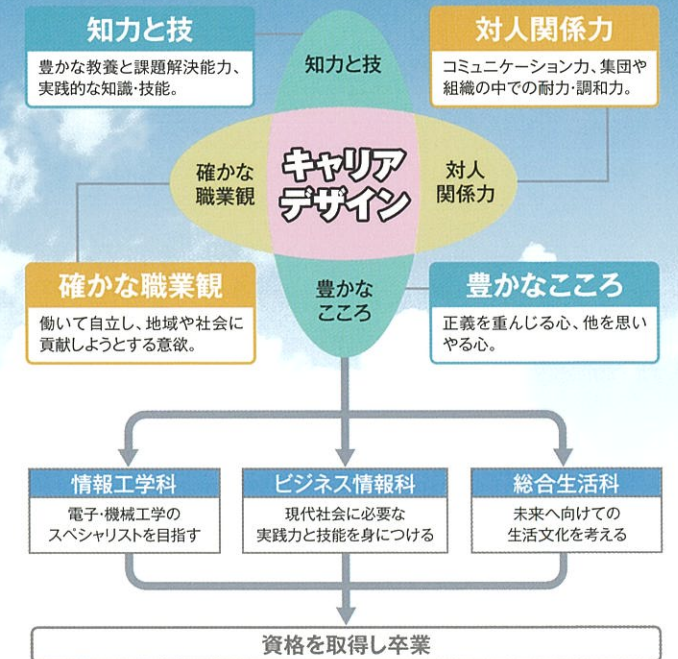 知力と技
豊かな教養と課題解決能力、
実践的な知識・技能。
対人関係力
コミュニケーション力、集団や
組織の中での耐力・調和力。
知力と技
確かな
職業観
キャリア
デザイン
対人
関係力
豊かな
こころ
確かな職業観
働いて自立し、地域や社会に
貢献しようとする意欲。
豊かなこころ
正義を重んじる心、他を思い
やる心。
情報工学科
電子・機械工学の
スペシャリストを目指す
ビジネス情報科
現代社会に必要な
実践力と技能を身につける
総合生活科
未来へ向けての
生活文化を考える
資格を取得し卒業